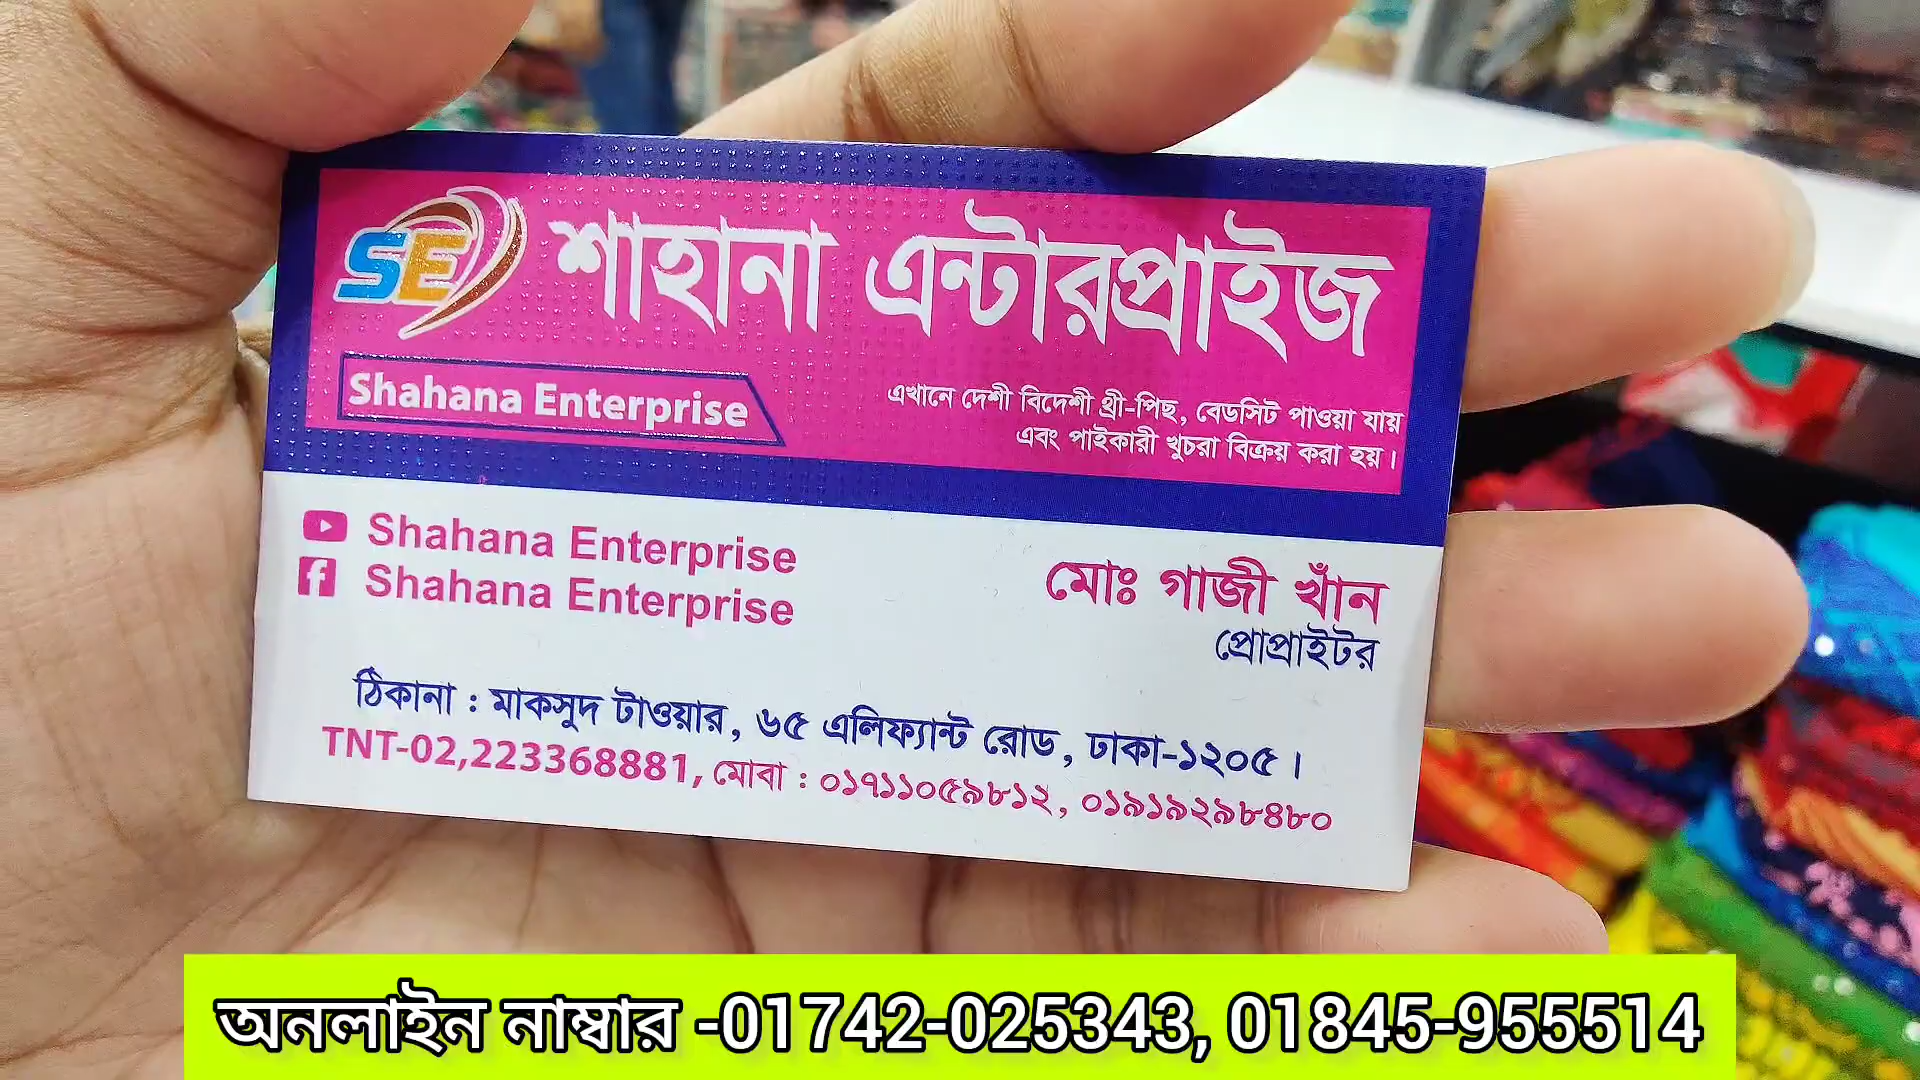 SE শাহানা এন্টারপ্রাইজ
Shahana Enterprise
এখানে দেশী বিদেশী থ্রী-পিছ, বেডসিট পাওয়া যায়
এবং পাইকারী খুচরা বিক্রয় করা হয়।
Shahana Enterprise
Shahana Enterprise
মোঃ গাজী খাঁন
প্রোপ্রাইটর
ঠিকানা : মাকসুদ টাওয়ার, ৬৫ এলিফ্যান্ট রোড, ঢাকা-১২০৫।
TNT-02,223368881, মোবা : ০১৭১১০৫৯৮১২, ০১৯১৯২৯৮৪৮০
অনলাইন নাম্বার -01742-025343, 01845-955514